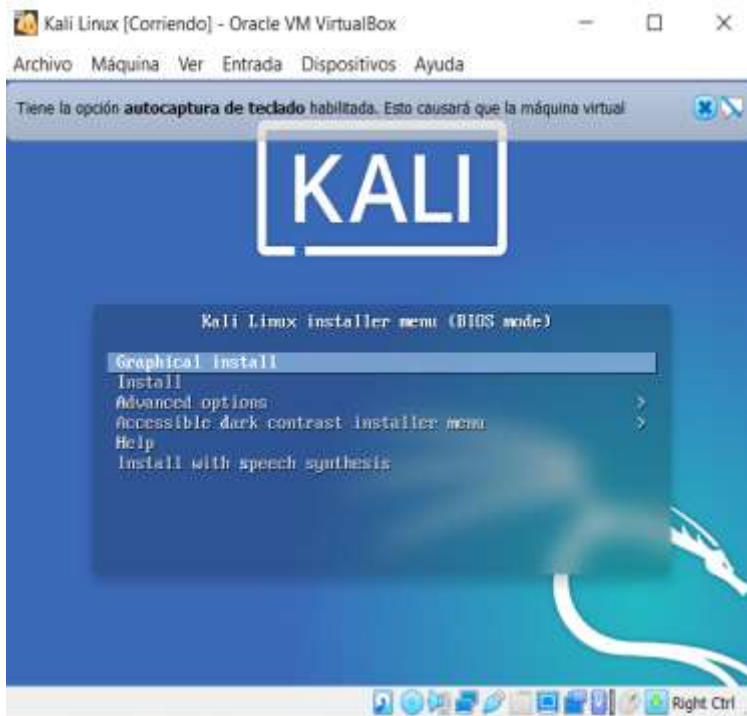 Kali Linux [Corriendo] - Oracle VM VirtualBox
Archivo Máquina Ver Entrada Dispositivos Ayuda
Tiene la opción autocaptura de teclado habilitada. Esto causará que la máquina virtual
KALI
Kali Linux installer menu (BIOS mode)
Graphical install
Install
Advanced options >
Accessible dark contrast installer menu >
Help
Install with speech synthesis
Right Ctrl